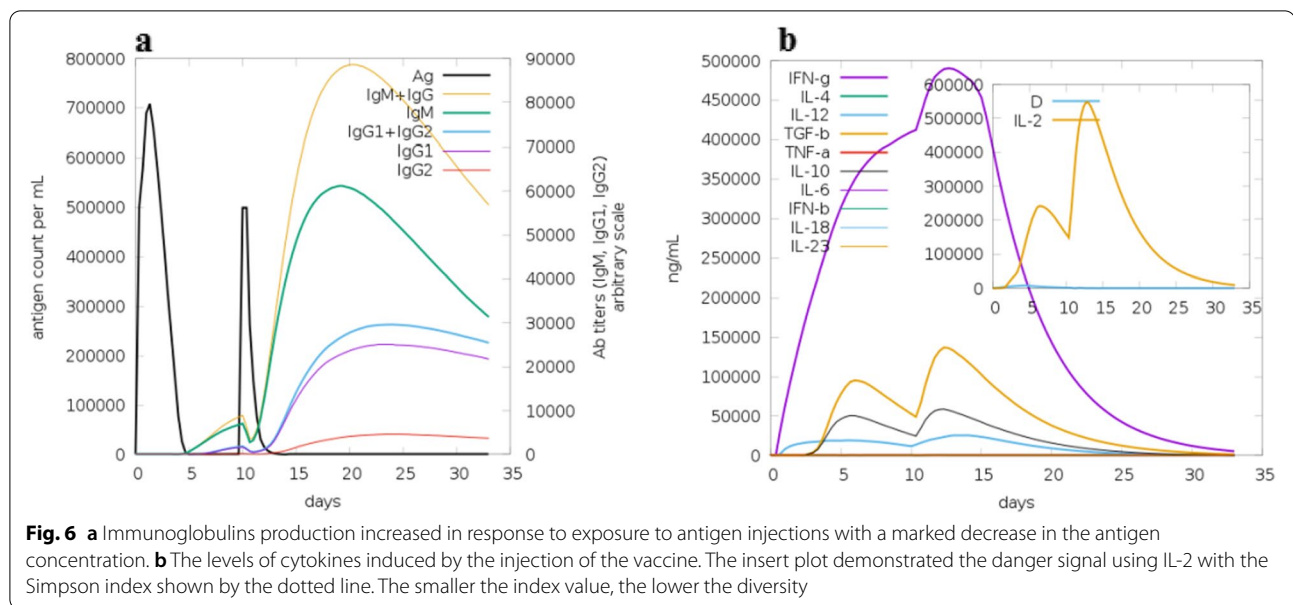 a
800000
700000
600000
500000
400000
300000
200000
100000
0
antigen count per mL
0 5 10 15 20 25 30 35
days
90000
80000
70000
60000
50000
40000
30000
20000
10000
0
Ab titers (IgM, IgG1, IgG2)
arbitrary scale
Ag
IgM+IgG
IgM
IgG1+IgG2
IgG1
IgG2
b
500000
450000
400000
350000
300000
250000
200000
150000
100000
50000
0
ng/mL
0 5 10 15 20 25 30 35
days
IFN-g
IL-4
IL-12
TGF-b
TNF-a
IL-10
IL-6
IFN-b
IL-18
IL-23
600000
500000
400000
300000
200000
100000
0
0 5 10 15 20 25 30 35
D
IL-2
Fig. 6 a Immunoglobulins production increased in response to exposure to antigen injections with a marked decrease in the antigen
concentration. b The levels of cytokines induced by the injection of the vaccine. The insert plot demonstrated the danger signal using IL-2 with the
Simpson index shown by the dotted line. The smaller the index value, the lower the diversity